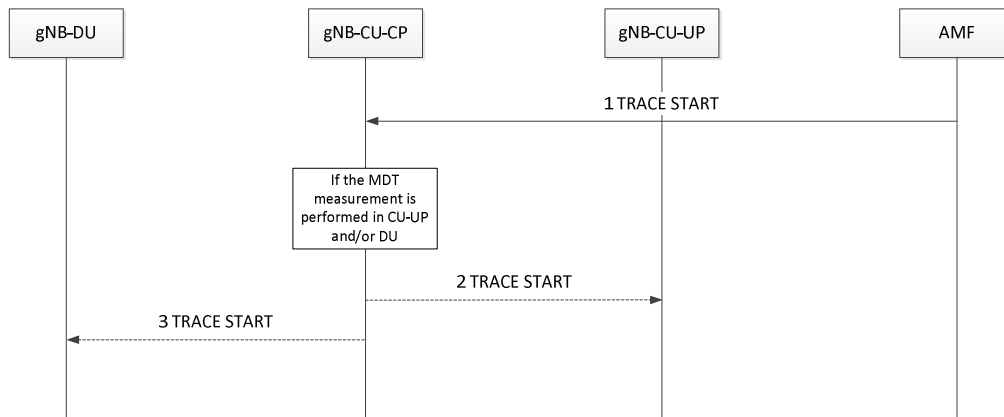 gNB-DU
gNB-CU-CP
gNB-CU-UP
AMF
1 TRACE START
If the MDT
measurement is
performed in CU-UP
and/or DU
2 TRACE START
3 TRACE START